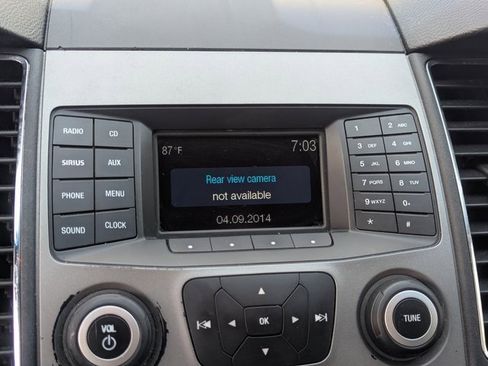 RADIO CD
SIRIUS AUX
PHONE MENU
SOUND CLOCK
87 °F 7:03
Rear view camera
not available
04.09.2014
1 2 ABC
3 DEF 4 GHI
5 JKL 6 MNO
7 PQRS 8 TUV
9 WXYZ 0
* #
VOL
OK
TUNE